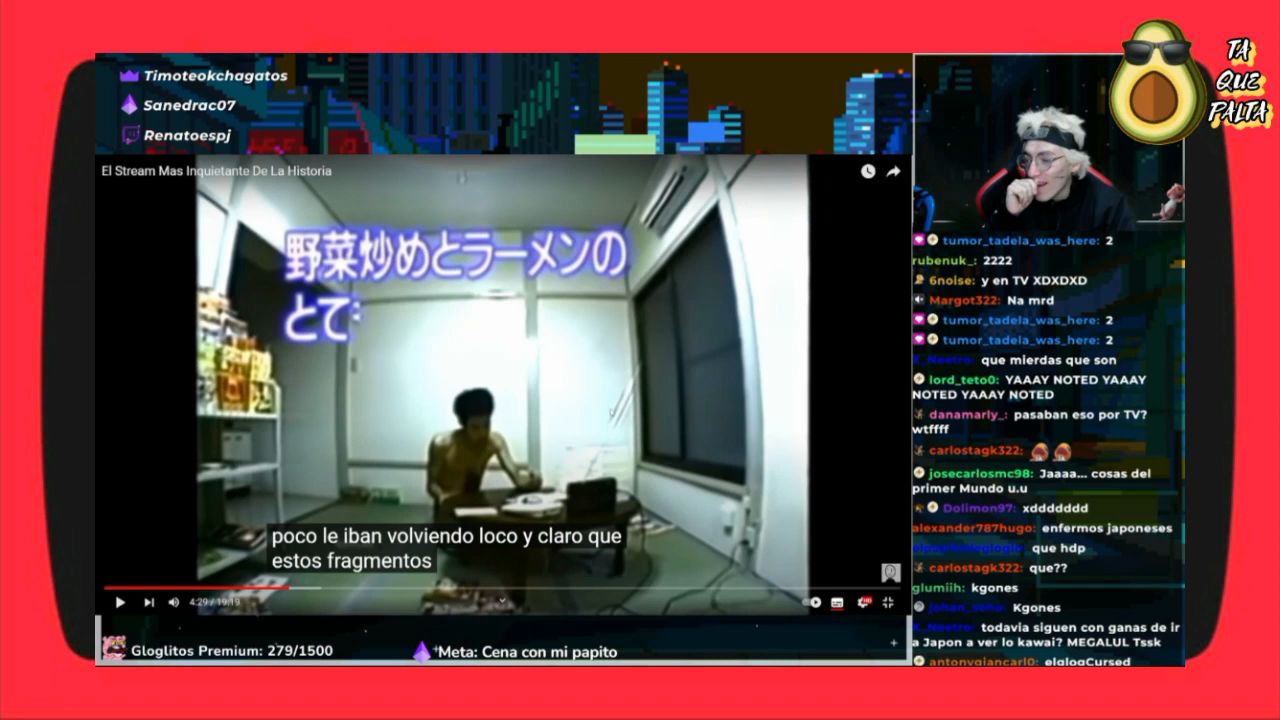 TA
QUE
PALTA
Timoteokchagatos
Sanedrac07
Renatoespj
El Stream Mas Inquietante De La Historia
野菜炒めとラーメンの
とて
poco le iban volviendo loco y claro que
estos fragmentos
4:29 / 19:19
Gloglitos Premium: 279/1500
Meta: Cena con mi papito
tumor_tadela_was_here: 2
rubenuk_: 2222
6noise: y en TV XDXDXD
Margot322: Na mrd
tumor_tadela_was_here: 2
tumor_tadela_was_here: 2
que mierdas que son
lord_teto0: YAAAY NOTED YAAAY
NOTED YAAAY NOTED
danamarly_: pasaban eso por TV?
wtffff
carlostagk322:
josecarlosmc98: Jaaaa... cosas del
primer Mundo u.u
Dolimon97: xddddddd
alexander787hugo: enfermos japoneses
que hdp
carlostagk322: que??
glumiih: kgones
Kgones
todavia siguen con ganas de ir
a Japon a ver lo kawai? MEGALUL Tssk
antonygiancarl0: elglogCursed